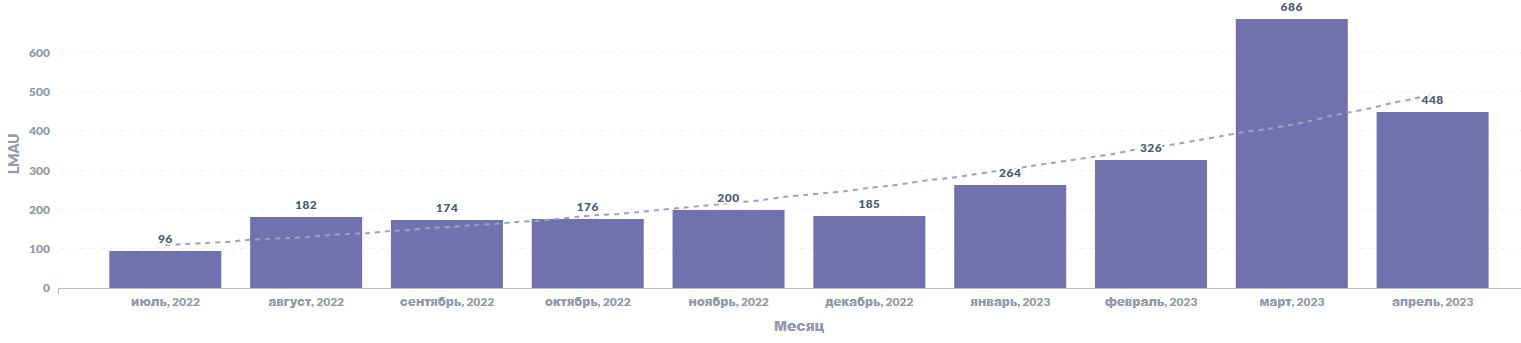 686
600
500
448
400
326
300
264
200
200
182
185
174
176
100
96
0
LMAU
июль, 2022
август, 2022
сентябрь, 2022
октябрь, 2022
ноябрь, 2022
декабрь, 2022
январь, 2023
февраль, 2023
март, 2023
апрель, 2023
Месяц